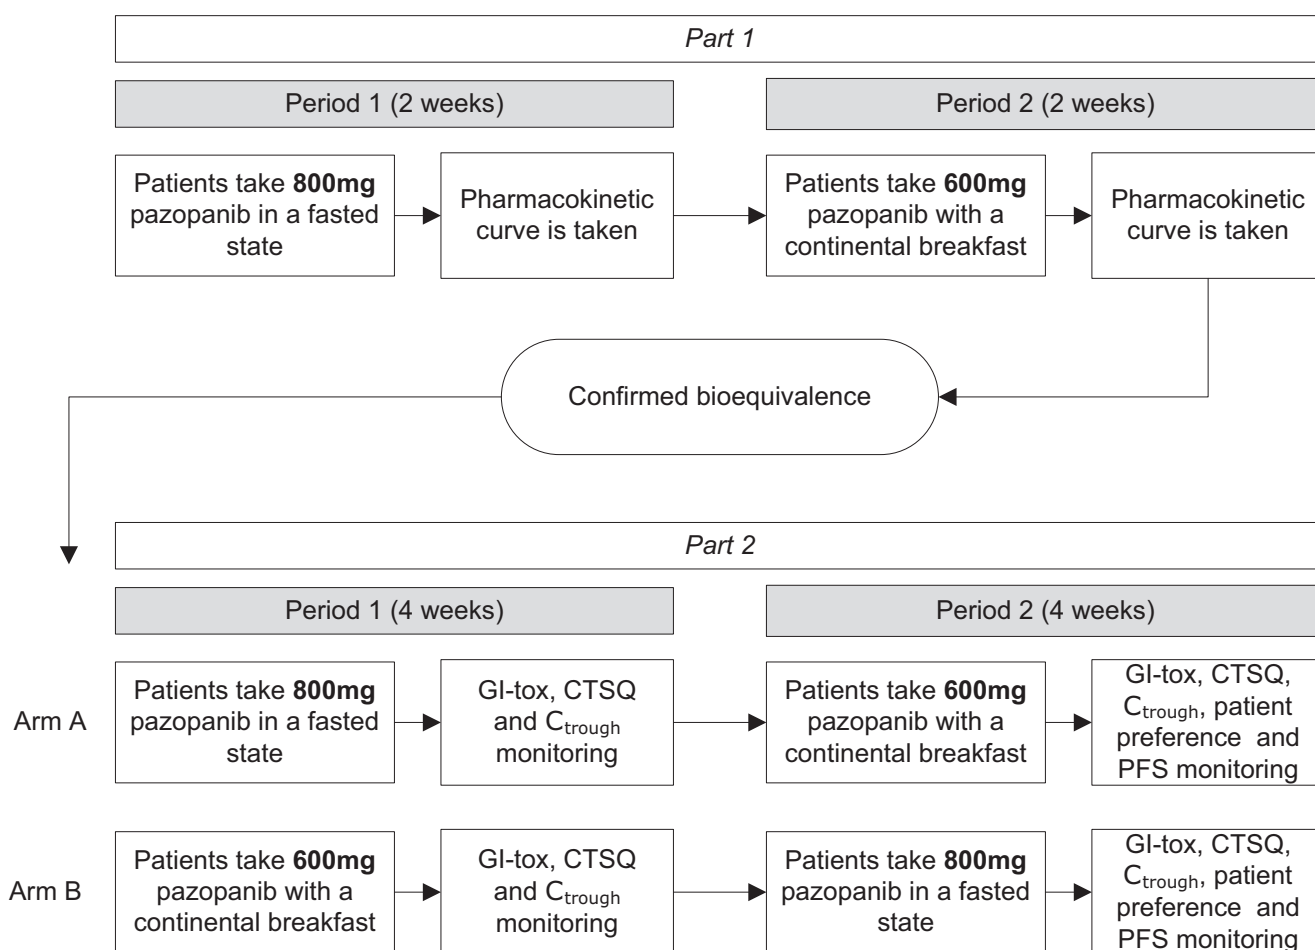 Part 1
Period 1 (2 weeks)
Period 2 (2 weeks)
Patients take 800mg
pazopanib in a fasted
state
Pharmacokinetic
curve is taken
Patients take 600mg
pazopanib with a
continental breakfast
Pharmacokinetic
curve is taken
Confirmed bioequivalence
Part 2
Period 1 (4 weeks)
Period 2 (4 weeks)
Arm A
Patients take 800mg
pazopanib in a fasted
state
GI-tox, CTSQ
and Ctrough
monitoring
Patients take 600mg
pazopanib with a
continental breakfast
GI-tox, CTSQ,
Ctrough, patient
preference and
PFS monitoring
Arm B
Patients take 600mg
pazopanib with a
continental breakfast
GI-tox, CTSQ
and Ctrough
monitoring
Patients take 800mg
pazopanib in a fasted
state
GI-tox, CTSQ,
Ctrough, patient
preference and
PFS monitoring